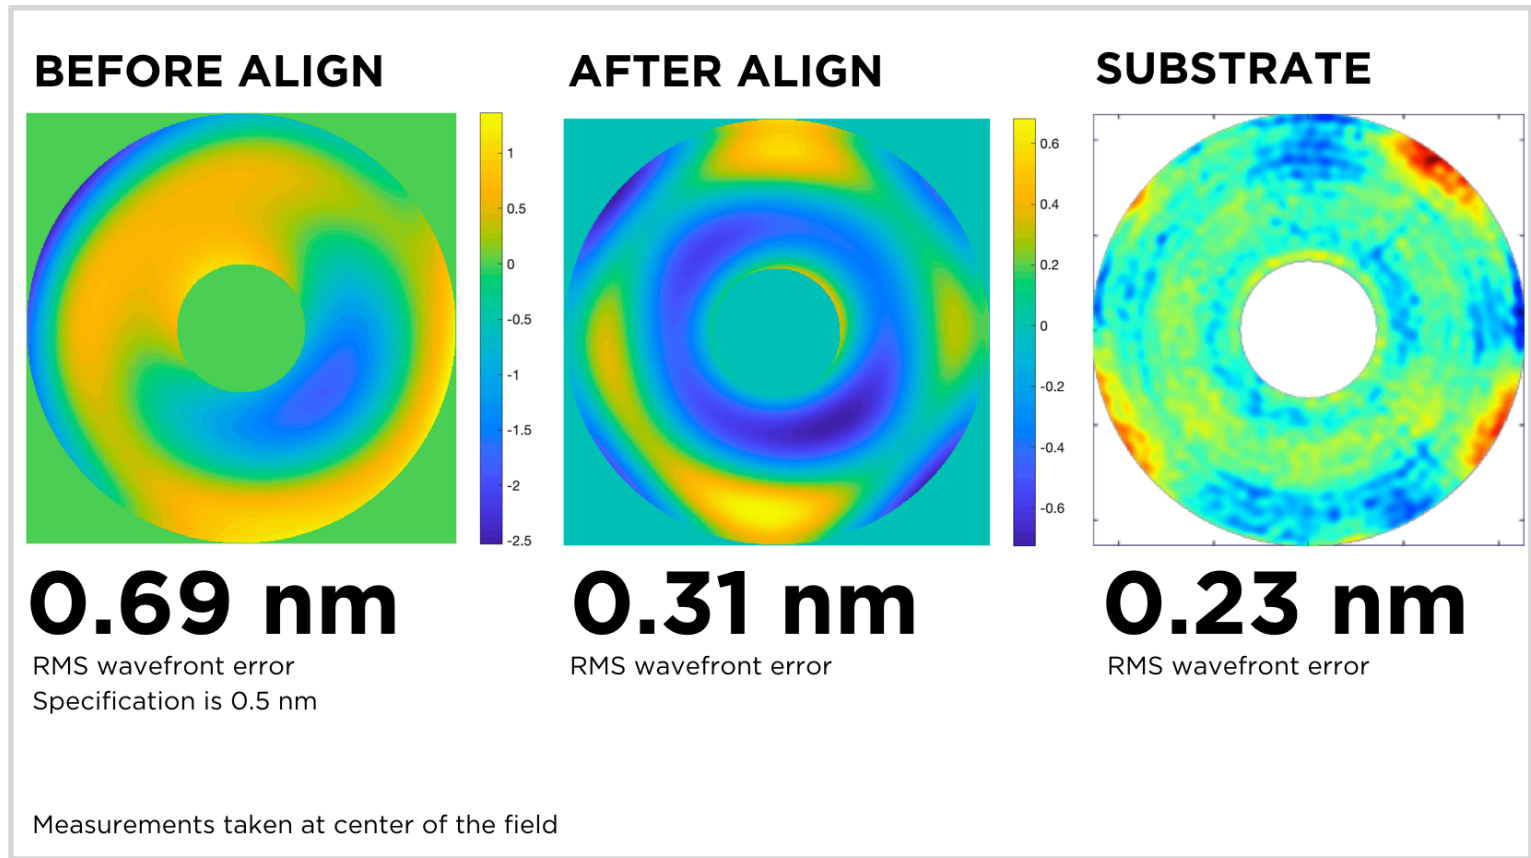 BEFORE ALIGN
1
0.5
0
-0.5
-1
-1.5
-2
-2.5
0.69 nm
RMS wavefront error
Specification is 0.5 nm
AFTER ALIGN
0.6
0.4
0.2
0
-0.2
-0.4
-0.6
0.31 nm
RMS wavefront error
SUBSTRATE
0.23 nm
RMS wavefront error
Measurements taken at center of the field